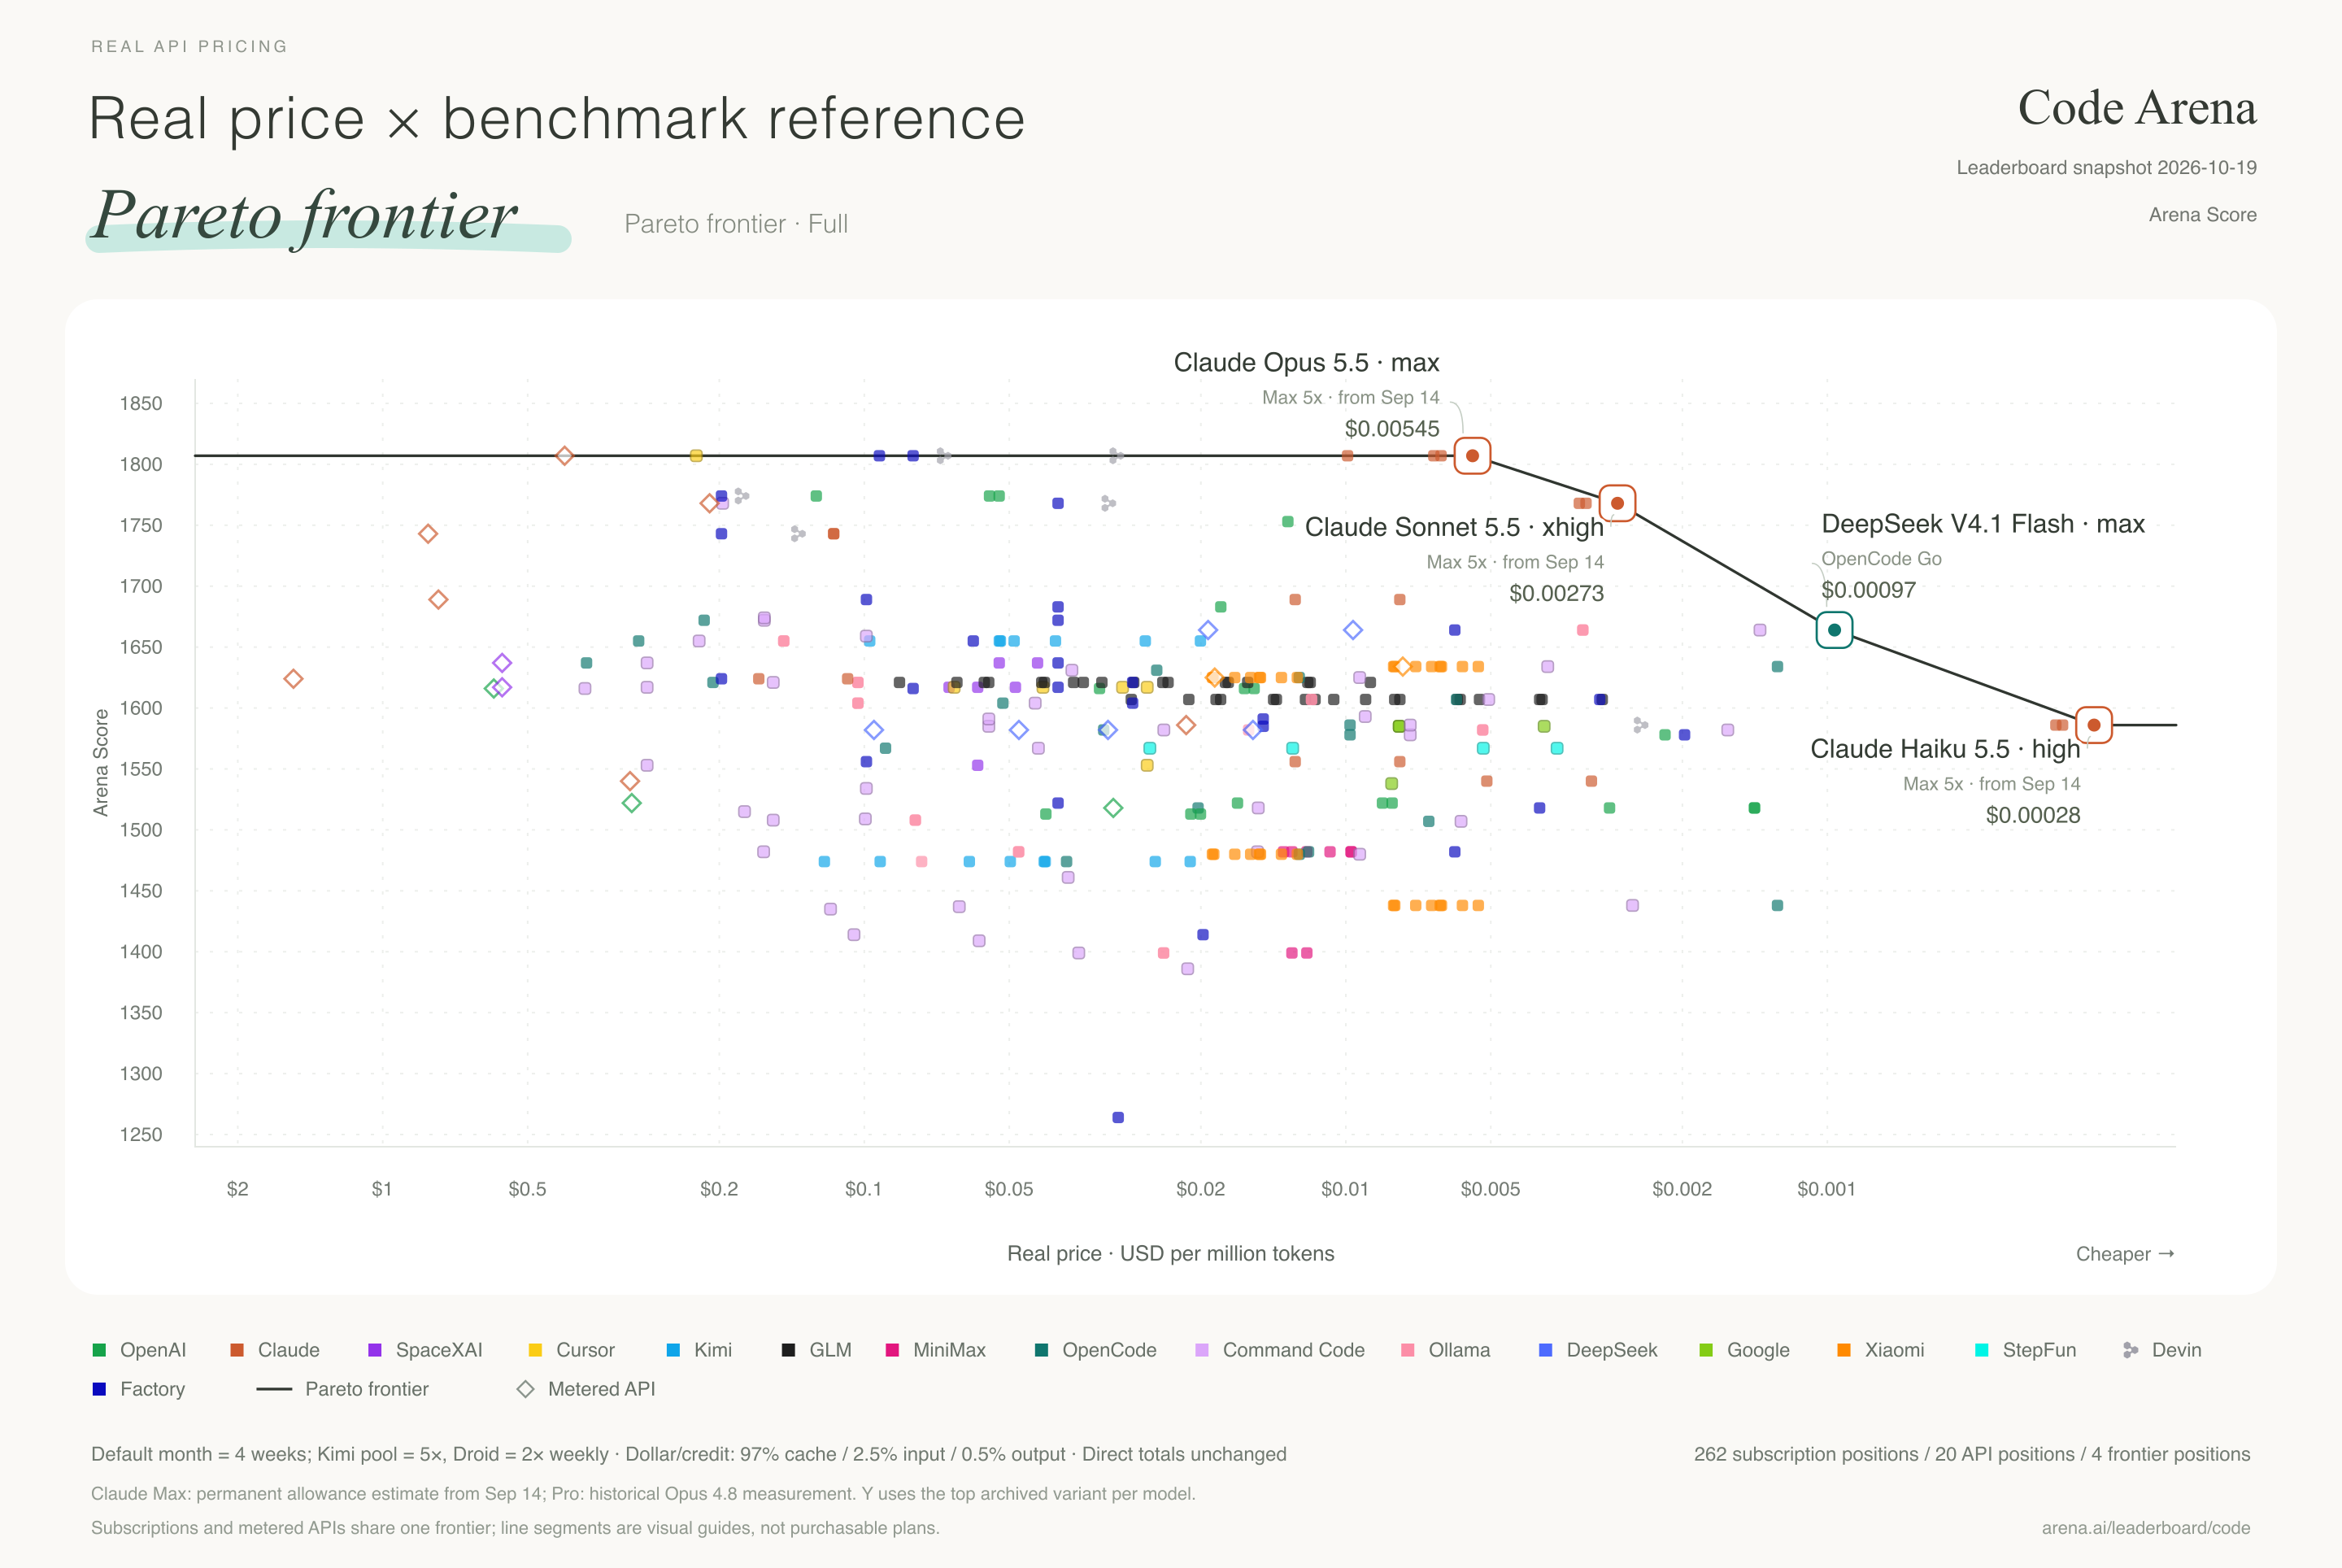 REAL API PRICING
Real price × benchmark reference
Pareto frontier
Pareto frontier · Full
Code Arena
Leaderboard snapshot 2026-10-19
Arena Score
Claude Opus 5.5 · max
Max 5x · from Sep 14
$0.00545
Claude Sonnet 5.5 · xhigh
Max 5x · from Sep 14
$0.00273
DeepSeek V4.1 Flash · max
OpenCode Go
$0.00097
Claude Haiku 5.5 · high
Max 5x · from Sep 14
$0.00028
Arena Score
1850
1800
1750
1700
1650
1600
1550
1500
1450
1400
1350
1300
1250
$2 $1 $0.5 $0.2 $0.1 $0.05 $0.02 $0.01 $0.005 $0.002 $0.001
Real price · USD per million tokens
Cheaper →
OpenAI Claude SpaceXAI Cursor Kimi GLM MiniMax OpenCode Command Code Ollama DeepSeek Google Xiaomi StepFun Devin
Factory Pareto frontier Metered API
Default month = 4 weeks; Kimi pool = 5×, Droid = 2× weekly · Dollar/credit: 97% cache / 2.5% input / 0.5% output · Direct totals unchanged
262 subscription positions / 20 API positions / 4 frontier positions
Claude Max: permanent allowance estimate from Sep 14; Pro: historical Opus 4.8 measurement. Y uses the top archived variant per model.
Subscriptions and metered APIs share one frontier; line segments are visual guides, not purchasable plans.
arena.ai/leaderboard/code